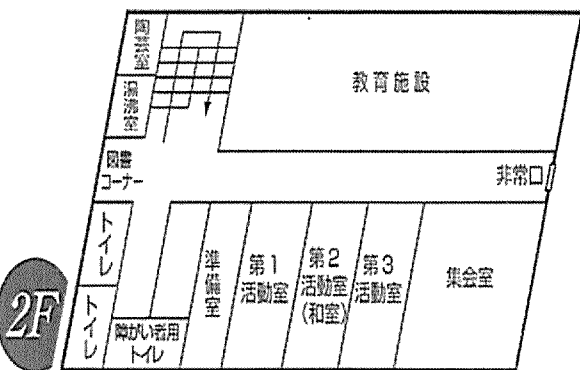 陶芸室
湯沸室
教育施設
図書
コーナー
非常口
トイレ
トイレ
障がい者用
トイレ
準備室
第1
活動室
第2
活動室
(和室)
第3
活動室
集会室
2F